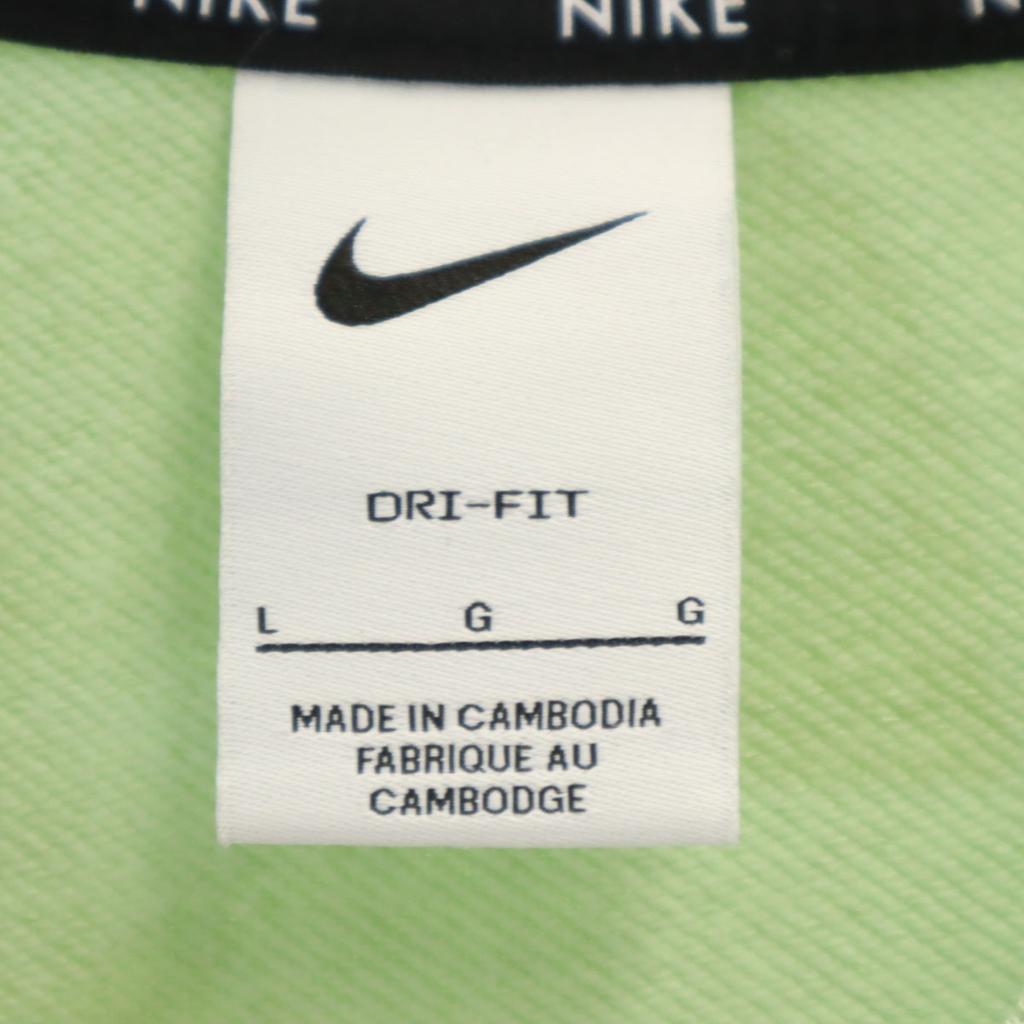 NIKE NIKE
DRI-FIT
L G G
MADE IN CAMBODIA
FABRIQUE AU
CAMBODGE